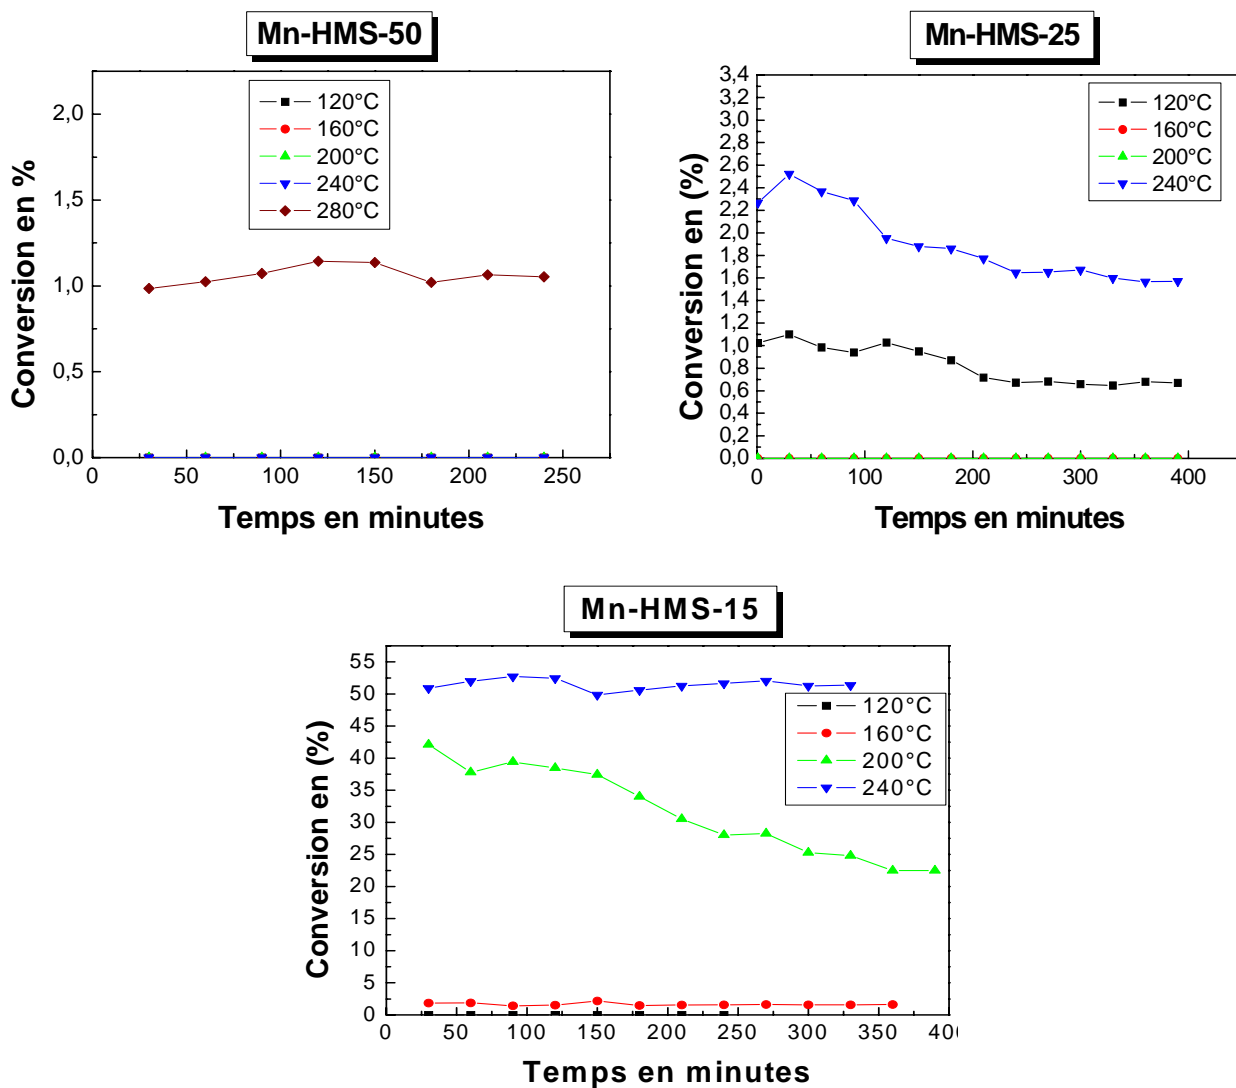 Mn-HMS-50
2,0
1,5
1,0
0,5
0,0
0 50 100 150 200 250
Conversion en %
Temps en minutes
120°C
160°C
200°C
240°C
280°C
Mn-HMS-25
3,4
3,2
3,0
2,8
2,6
2,4
2,2
2,0
1,8
1,6
1,4
1,2
1,0
0,8
0,6
0,4
0,2
0,0
0 100 200 300 400
Conversion en (%)
Temps en minutes
120°C
160°C
200°C
240°C
Mn-HMS-15
55
50
45
40
35
30
25
20
15
10
5
0
0 50 100 150 200 250 300 350
Conversion en (%)
Temps en minutes
120°C
160°C
200°C
240°C